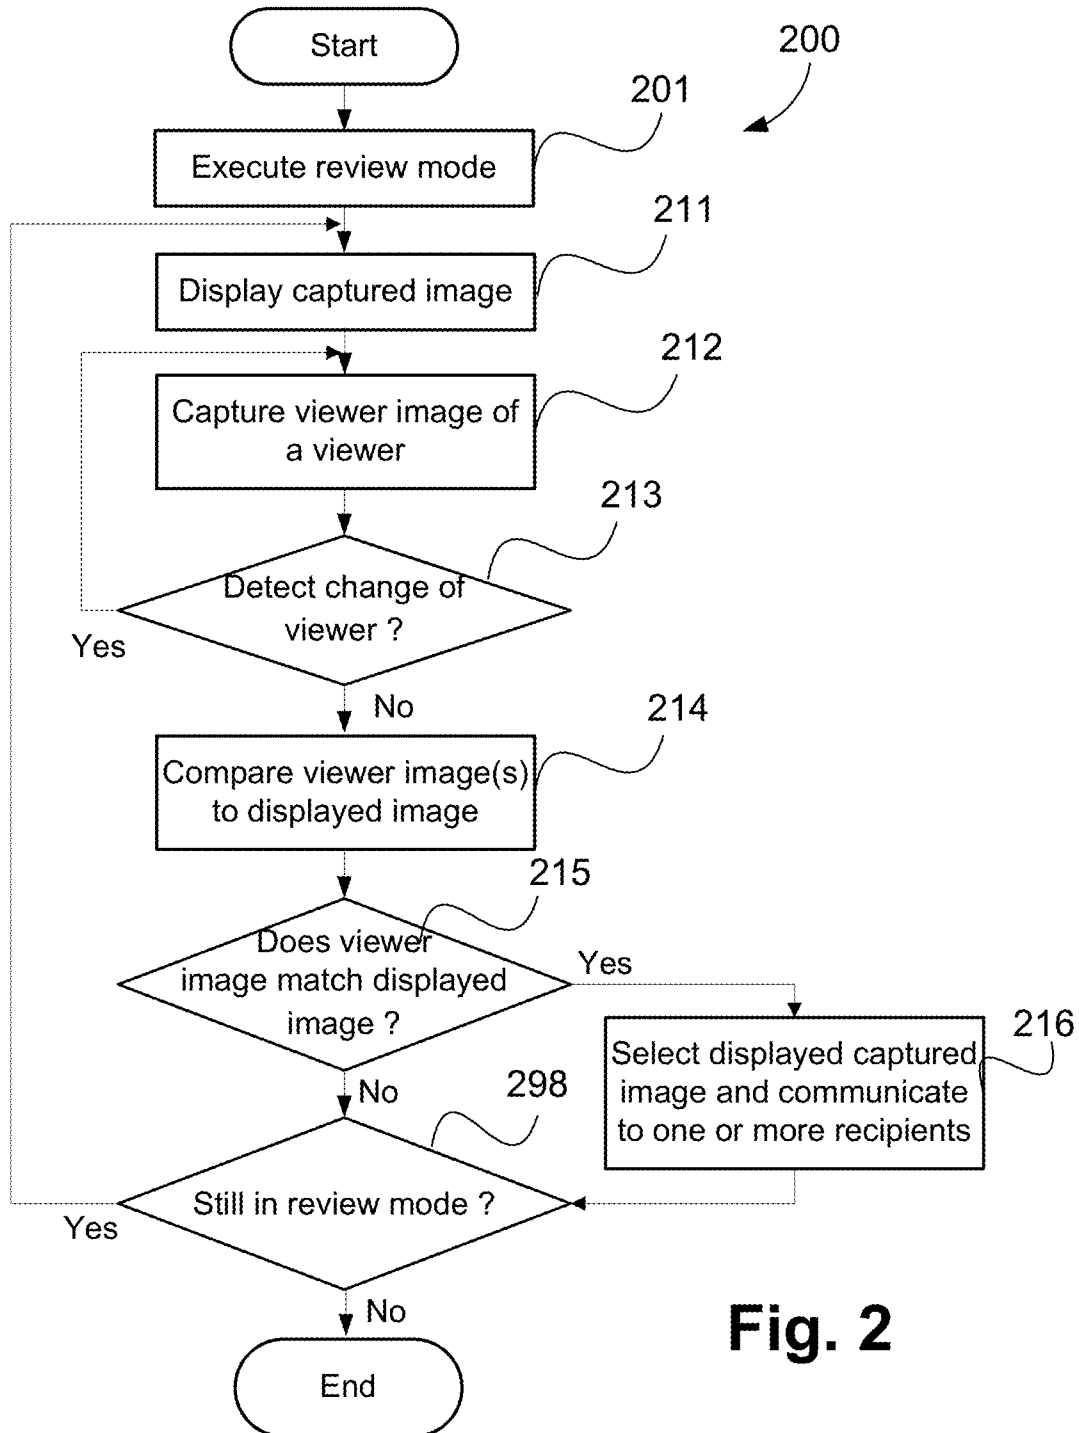 Start
200
201
Execute review mode
211
Display captured image
212
Capture viewer image of
a viewer
213
Detect change of
viewer ?
Yes
No
214
Compare viewer image(s)
to displayed image
215
Does viewer
image match displayed
image ?
Yes
216
Select displayed captured
image and communicate
to one or more recipients
No
298
Still in review mode ?
Yes
No
Fig. 2
End